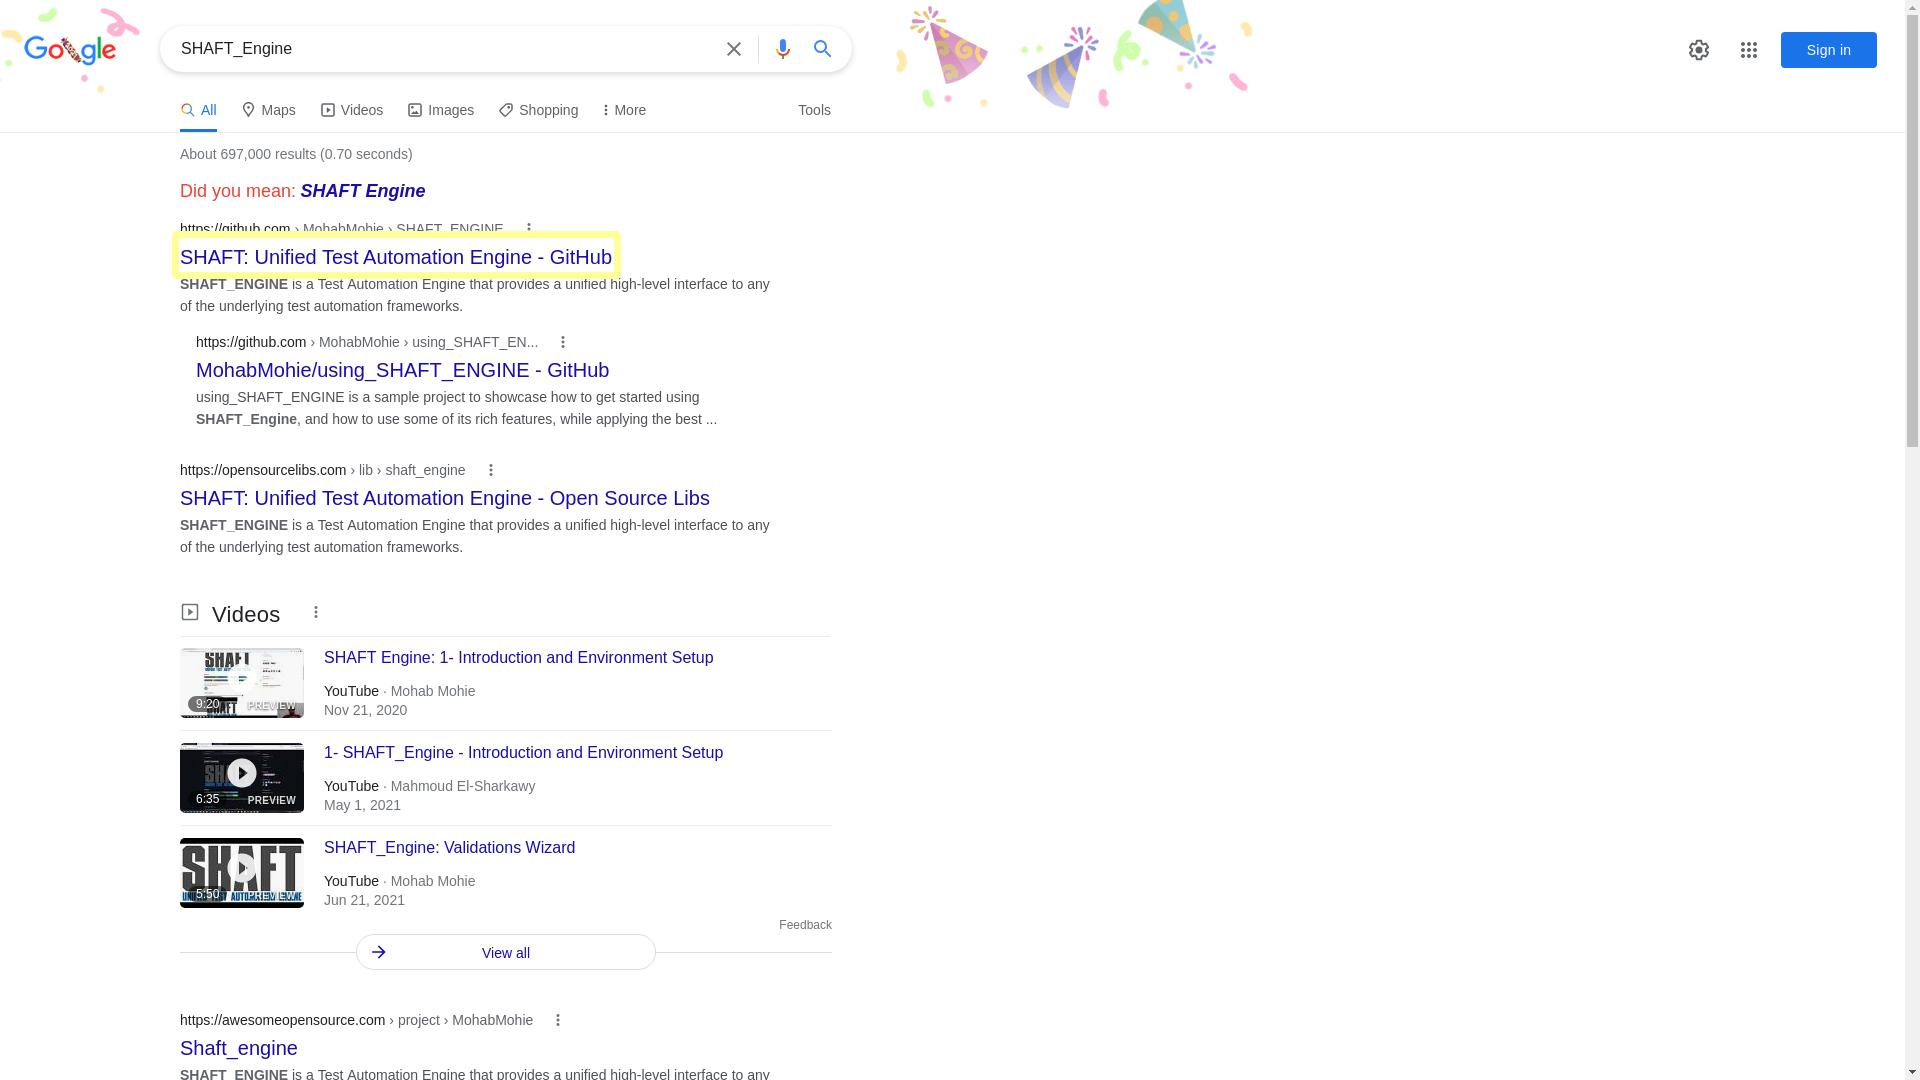 Google
SHAFT_Engine
Sign in
All
Maps
Videos
Images
Shopping
More
Tools
About 697,000 results (0.70 seconds)
Did you mean: SHAFT Engine
https://github.com › MohabMohie › SHAFT_ENGINE
SHAFT: Unified Test Automation Engine - GitHub
SHAFT_ENGINE is a Test Automation Engine that provides a unified high-level interface to any
of the underlying test automation frameworks.
https://github.com › MohabMohie › using_SHAFT_EN...
MohabMohie/using_SHAFT_ENGINE - GitHub
using_SHAFT_ENGINE is a sample project to showcase how to get started using
SHAFT_Engine, and how to use some of its rich features, while applying the best ...
https://opensourcelibs.com › lib › shaft_engine
SHAFT: Unified Test Automation Engine - Open Source Libs
SHAFT_ENGINE is a Test Automation Engine that provides a unified high-level interface to any
of the underlying test automation frameworks.
Videos
SHAFT
9:20
PREVIEW
SHAFT Engine: 1- Introduction and Environment Setup
YouTube · Mohab Mohie
Nov 21, 2020
6:35
PREVIEW
1- SHAFT_Engine - Introduction and Environment Setup
YouTube · Mahmoud El-Sharkawy
May 1, 2021
SHAFT
5:50
PREVIEW
SHAFT_Engine: Validations Wizard
YouTube · Mohab Mohie
Jun 21, 2021
Feedback
View all
https://awesomeopensource.com › project › MohabMohie
Shaft_engine
SHAFT_ENGINE is a Test Automation Engine that provides a unified high-level interface to any